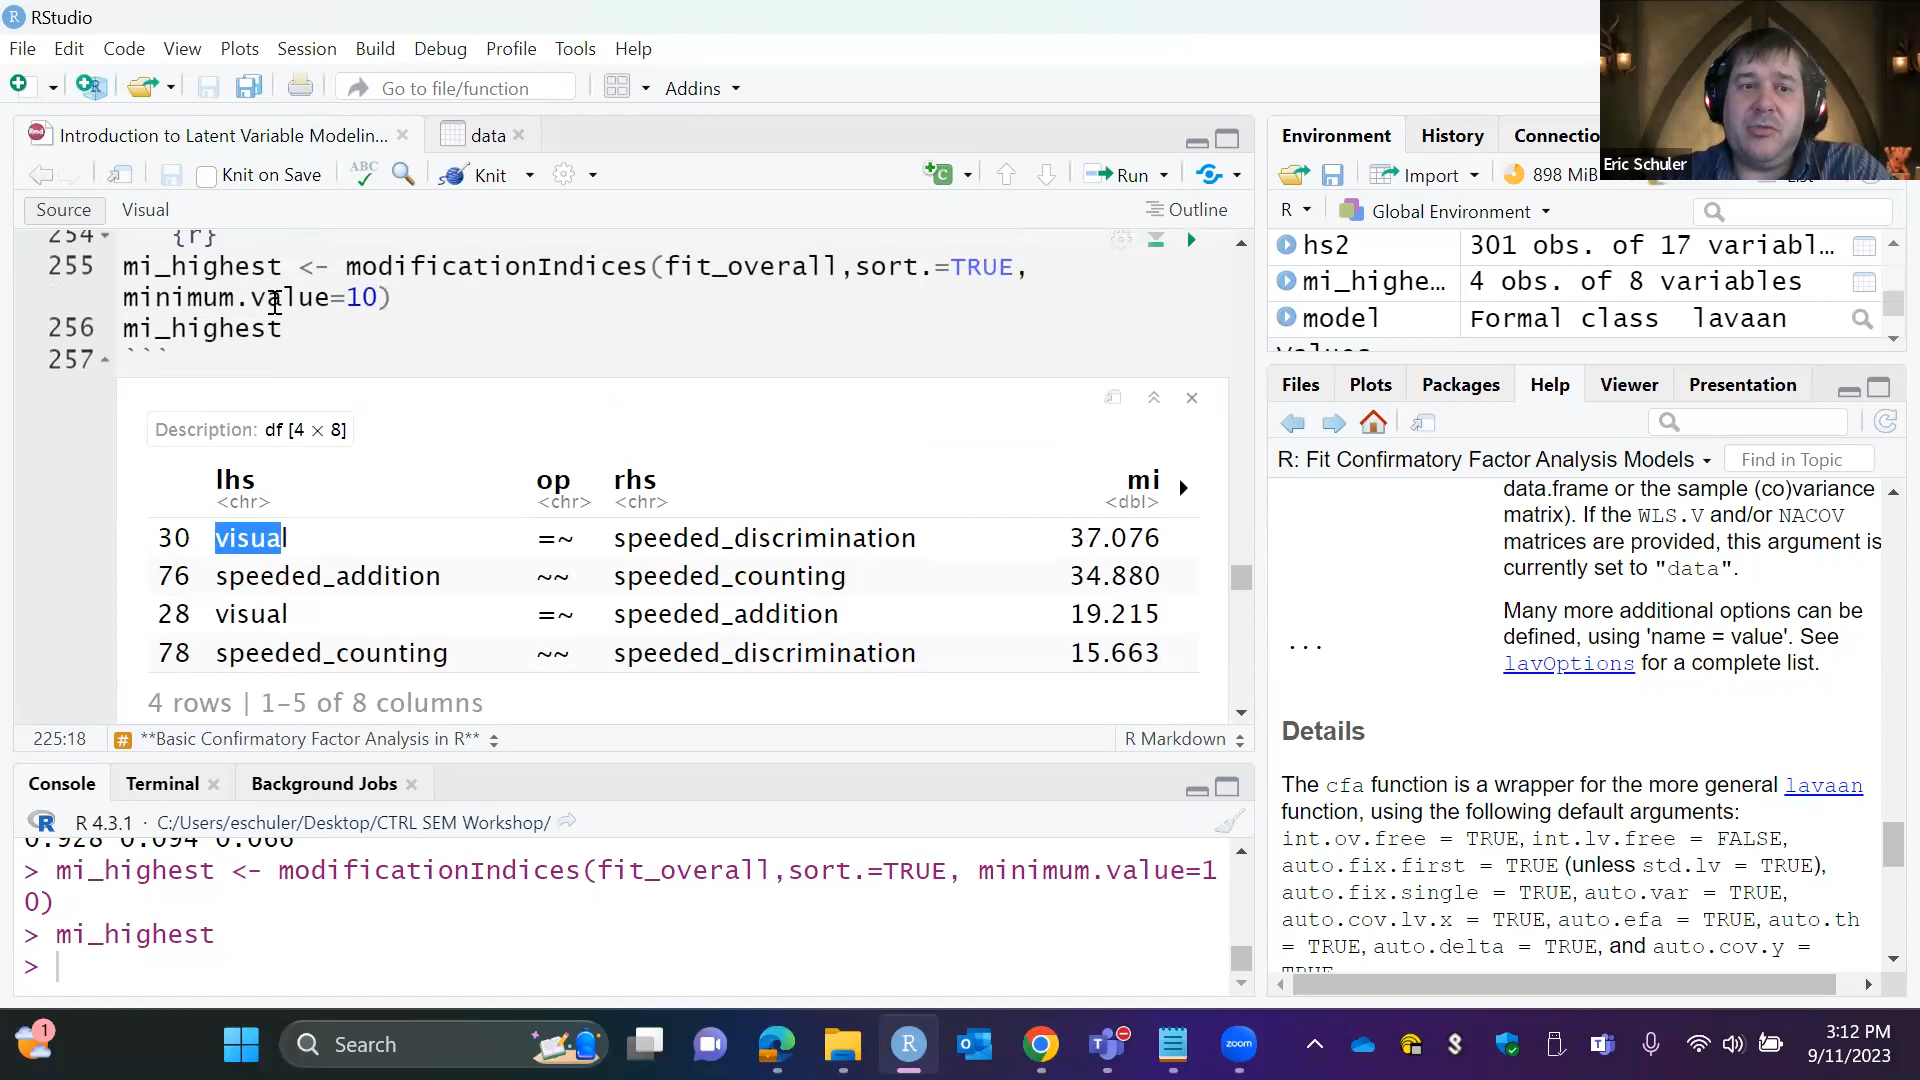 RStudio
File Edit Code View Plots Session Build Debug Profile Tools Help
Go to file/function Addins
Introduction to Latent Variable Modelin... data
Knit on Save ABC Knit Run
Source Visual Outline
254 {r}
255 mi_highest <- modificationIndices(fit_overall,sort.=TRUE,
minimum.value=10)
256 mi_highest
257 ```
Description: df [4 × 8]
lhs op rhs mi
<chr> <chr> <chr> <dbl>
30 visual =~ speeded_discrimination 37.076
76 speeded_addition ~~ speeded_counting 34.880
28 visual =~ speeded_addition 19.215
78 speeded_counting ~~ speeded_discrimination 15.663
4 rows | 1-5 of 8 columns
225:18 # **Basic Confirmatory Factor Analysis in R** R Markdown
Console Terminal Background Jobs
R 4.3.1 · C:/Users/eschuler/Desktop/CTRL SEM Workshop/
0.928 0.094 0.066
> mi_highest <- modificationIndices(fit_overall,sort.=TRUE, minimum.value=1
0)
> mi_highest
>
Eric Schuler
Environment History Connectio
Import 898 MiB
R Global Environment
hs2 301 obs. of 17 variabl...
mi_highe... 4 obs. of 8 variables
model Formal class lavaan
Files Plots Packages Help Viewer Presentation
R: Fit Confirmatory Factor Analysis Models Find in Topic
data.frame or the sample (co)variance
matrix). If the WLS.V and/or NACOV
matrices are provided, this argument is
currently set to "data".
... Many more additional options can be
defined, using 'name = value'. See
lavOptions for a complete list.
Details
The cfa function is a wrapper for the more general lavaan
function, using the following default arguments:
int.ov.free = TRUE, int.lv.free = FALSE,
auto.fix.first = TRUE (unless std.lv = TRUE),
auto.fix.single = TRUE, auto.var = TRUE,
auto.cov.lv.x = TRUE, auto.efa = TRUE, auto.th
= TRUE, auto.delta = TRUE, and auto.cov.y =
TRUE
1 Search zoom 3:12 PM
9/11/2023